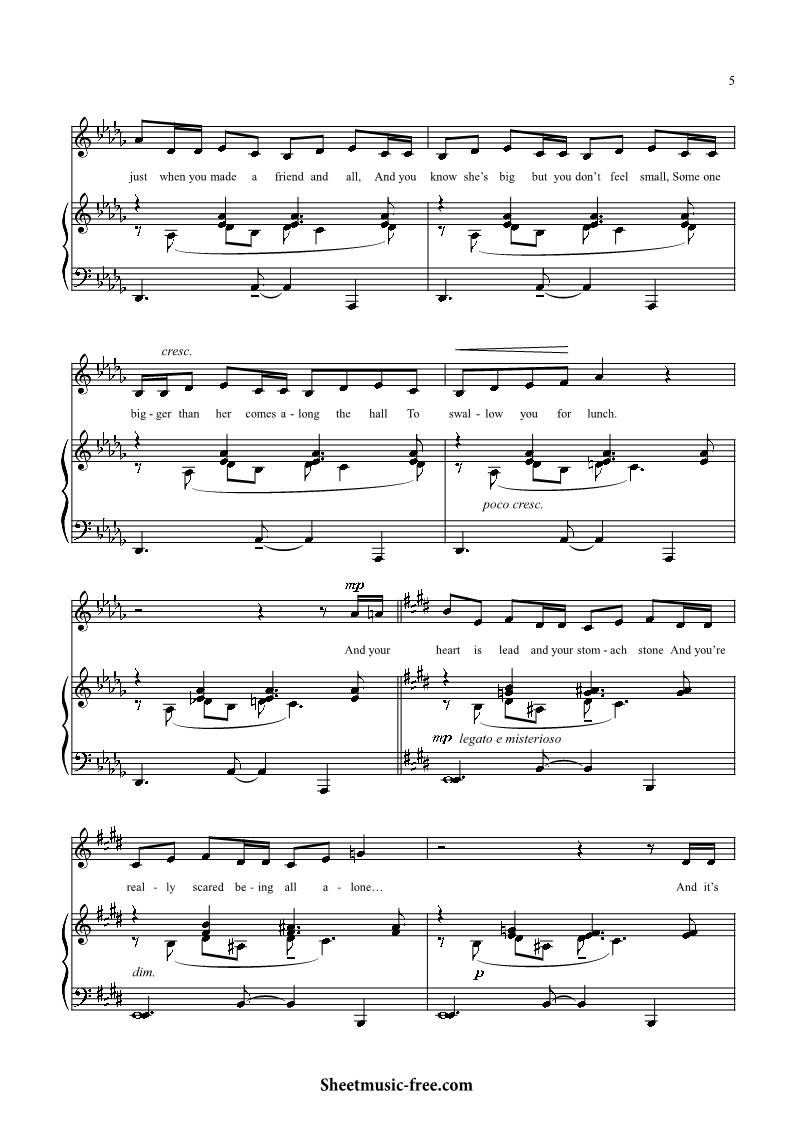 5
just when you made a friend and all, And you know she's big but you don't feel small, Some one
cresc.
big - ger than her comes a - long the hall To swal - low you for lunch.
poco cresc.
mp
And your heart is lead and your stom - ach stone And you're
mp legato e misterioso
real - ly scared be - ing all a - lone... And it's
dim.
p
Sheetmusic-free.com